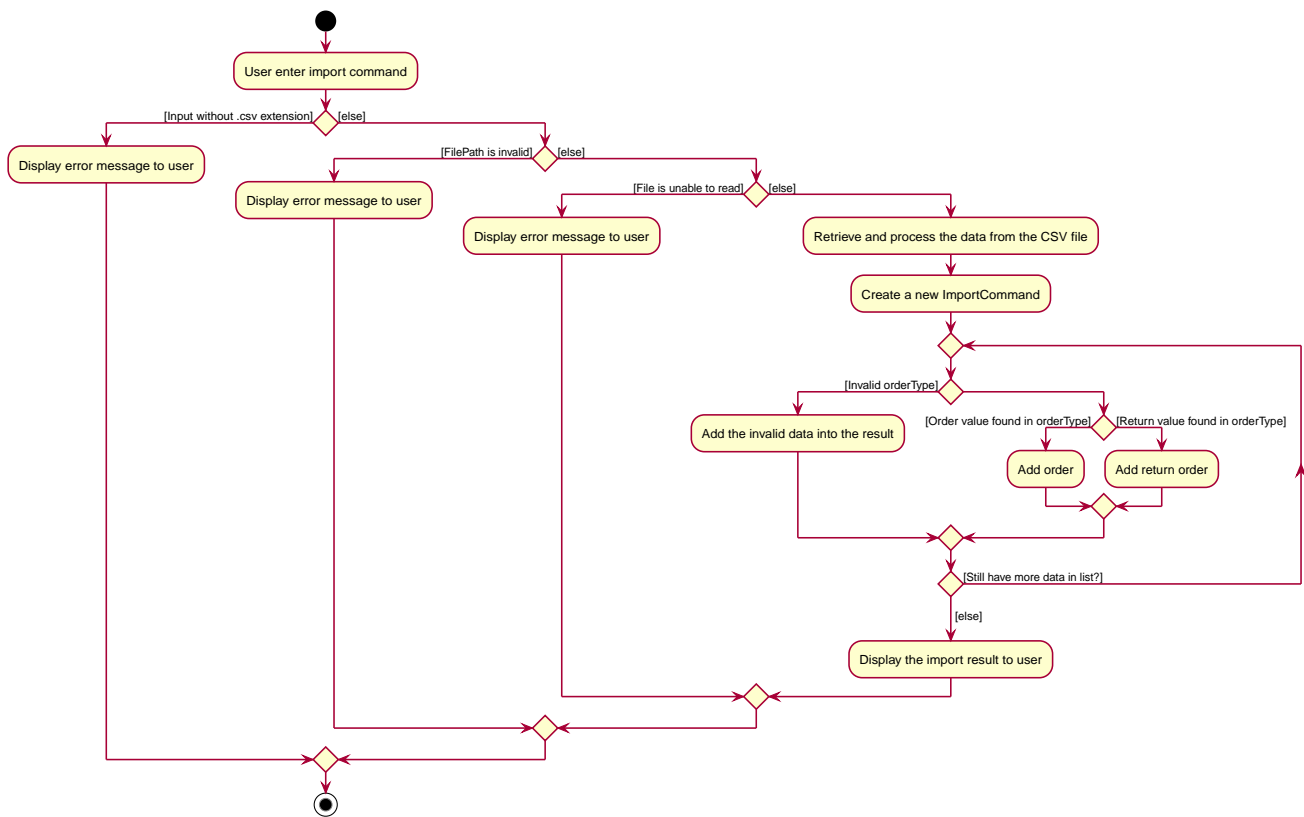 User enter import command
[Input without .csv extension]
[else]
Display error message to user
[FilePath is invalid]
[else]
Display error message to user
[File is unable to read]
[else]
Display error message to user
Retrieve and process the data from the CSV file
Create a new ImportCommand
[Invalid orderType]
Add the invalid data into the result
[Order value found in orderType]
[Return value found in orderType]
Add order
Add return order
[Still have more data in list?]
[else]
Display the import result to user